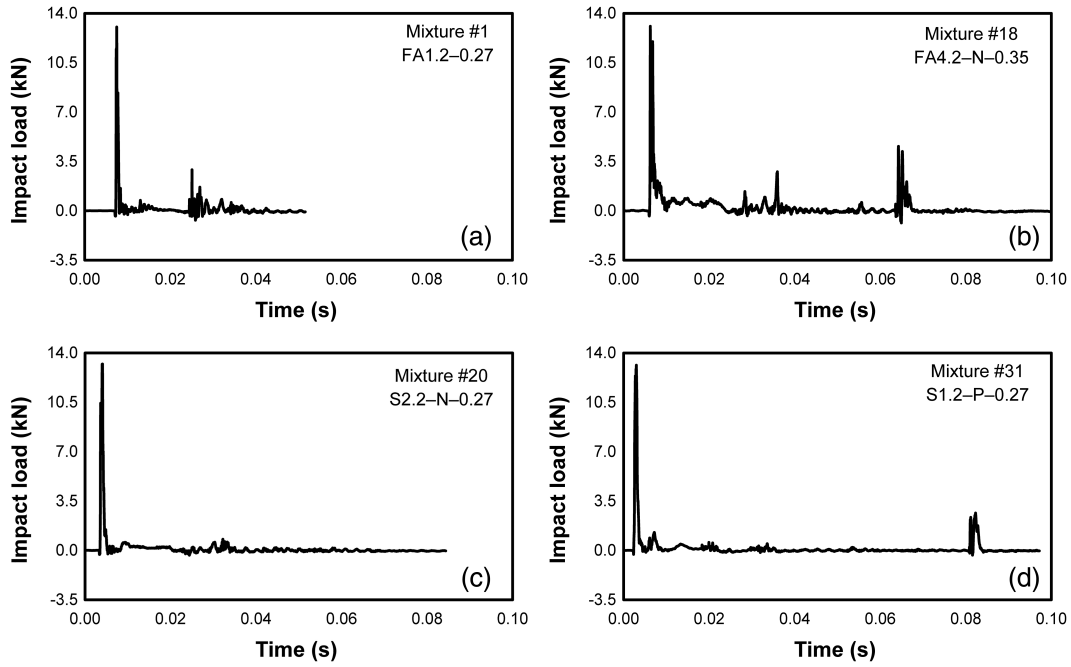 14.0
10.5
7.0
3.5
0.0
-3.5
Impact load (kN)
Mixture #1
FA1.2–0.27
(a)
0.00 0.02 0.04 0.06 0.08 0.10
Time (s)
14.0
10.5
7.0
3.5
0.0
-3.5
Impact load (kN)
Mixture #18
FA4.2–N–0.35
(b)
0.00 0.02 0.04 0.06 0.08 0.10
Time (s)
14.0
10.5
7.0
3.5
0.0
-3.5
Impact load (kN)
Mixture #20
S2.2–N–0.27
(c)
0.00 0.02 0.04 0.06 0.08 0.10
Time (s)
14.0
10.5
7.0
3.5
0.0
-3.5
Impact load (kN)
Mixture #31
S1.2–P–0.27
(d)
0.00 0.02 0.04 0.06 0.08 0.10
Time (s)